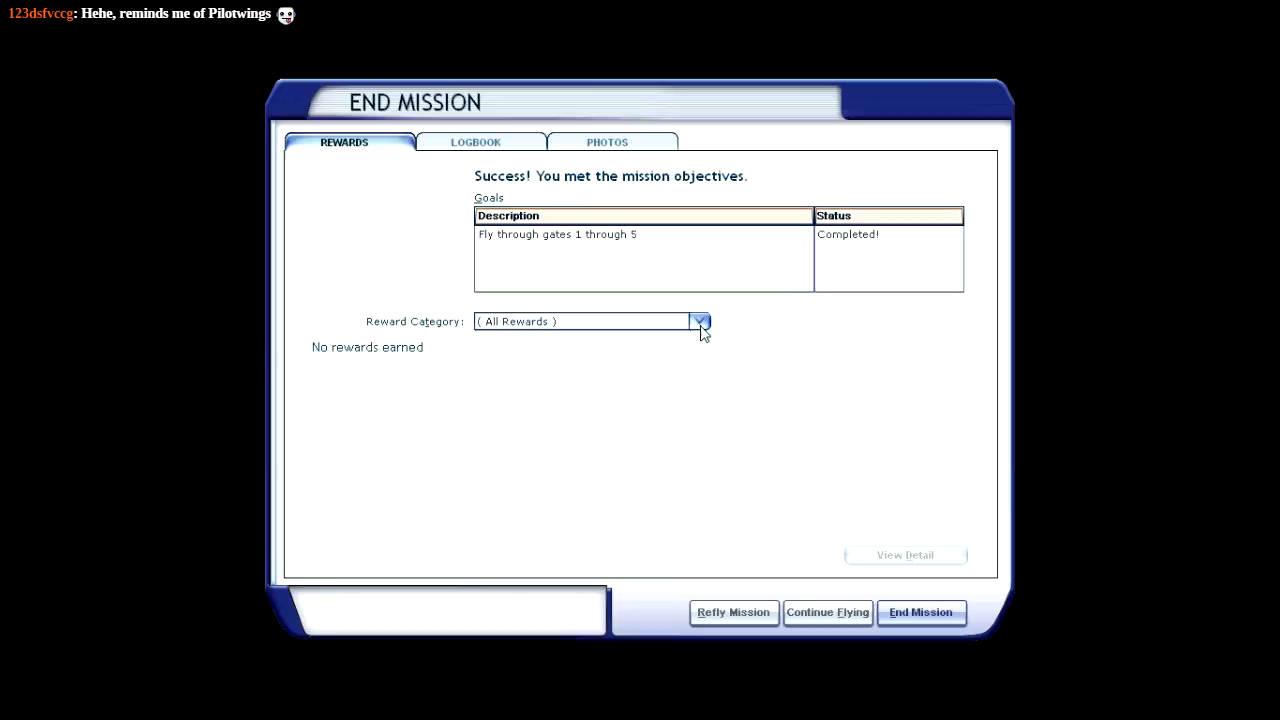 123dsfvccg: Hehe, reminds me of Pilotwings
END MISSION
REWARDS LOGBOOK PHOTOS
Success! You met the mission objectives.
Goals
Description Status
Fly through gates 1 through 5 Completed!
Reward Category: ( All Rewards )
No rewards earned
View Detail
Refly Mission Continue Flying End Mission